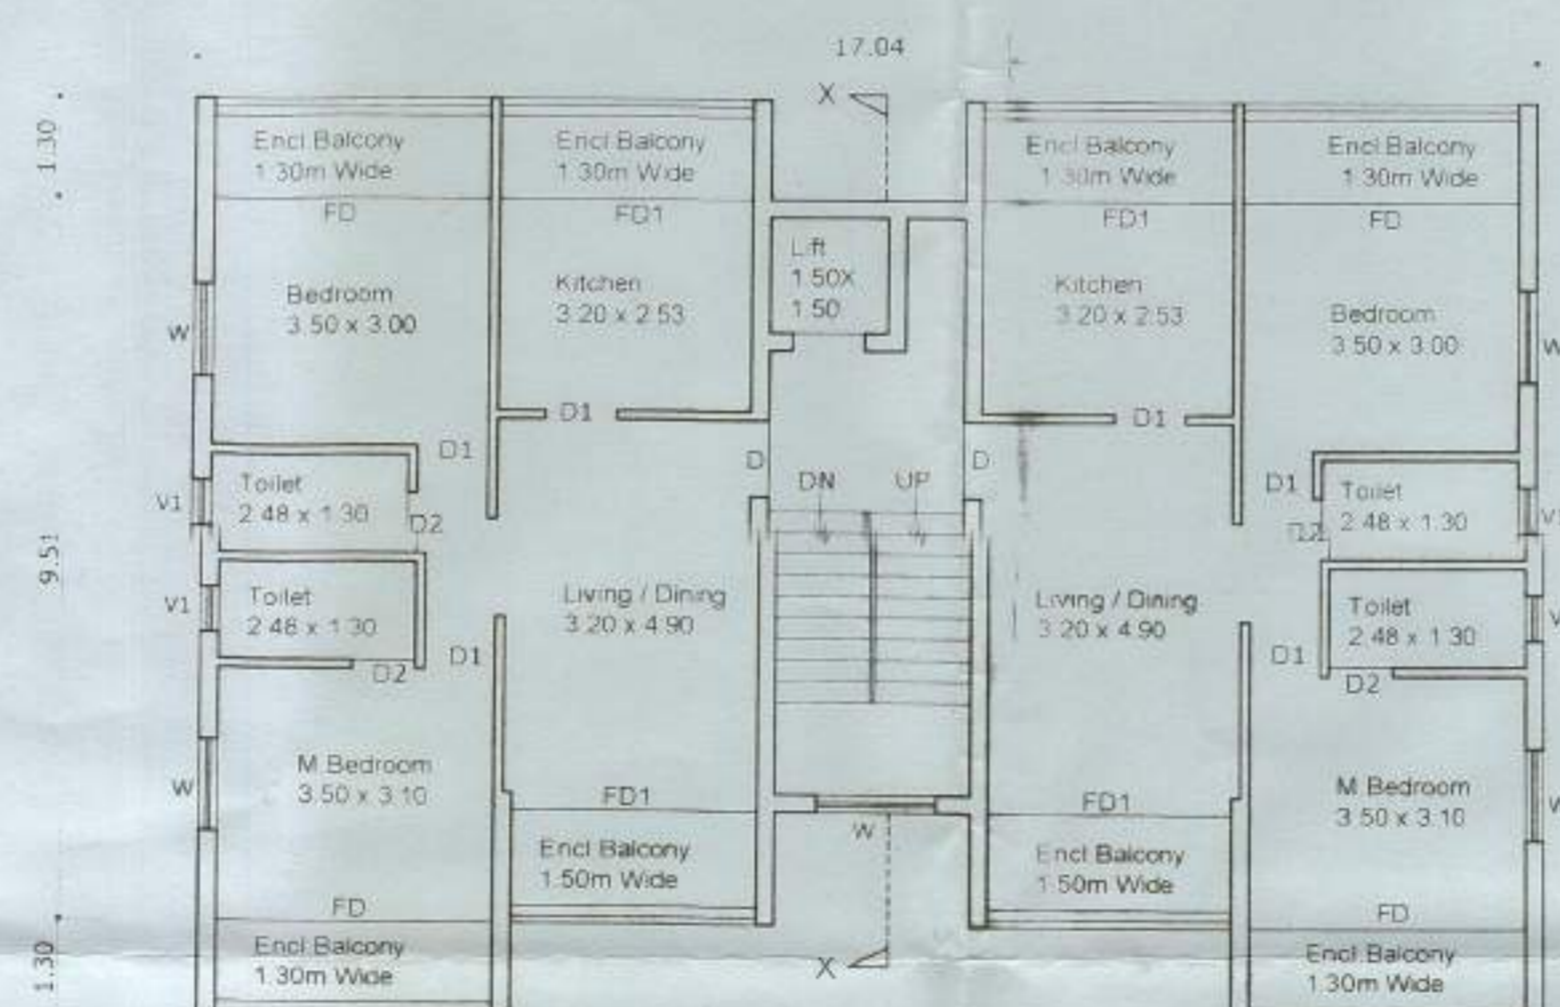 17.04
X
1.30
Encl.Balcony
1.30m Wide
Encl.Balcony
1.30m Wide
Encl Balcony
1.30m Wide
Encl.Balcony
1.30m Wide
FD
FD1
FD1
FD
Lift
1.50X
1.50
Bedroom
3.50 x 3.00
Kitchen
3.20 x 2.53
Kitchen
3.20 x 2.53
Bedroom
3.50 x 3.00
W
W
D1
D1
D1
D
D
DN
UP
D1
Toilet
2.48 x 1.30
Toilet
2.48 x 1.30
V1
D2
D2
V1
9.51
Toilet
2.48 x 1.30
Living / Dining
3.20 x 4.90
Living / Dining
3.20 x 4.90
Toilet
2.48 x 1.30
V1
D1
D2
D1
D2
M.Bedroom
3.50 x 3.10
M.Bedroom
3.50 x 3.10
W
W
FD1
FD1
W
Encl.Balcony
1.50m Wide
Encl.Balcony
1.50m Wide
FD
FD
1.30
Encl.Balcony
1.30m Wide
X
Encl.Balcony
1.30m Wide